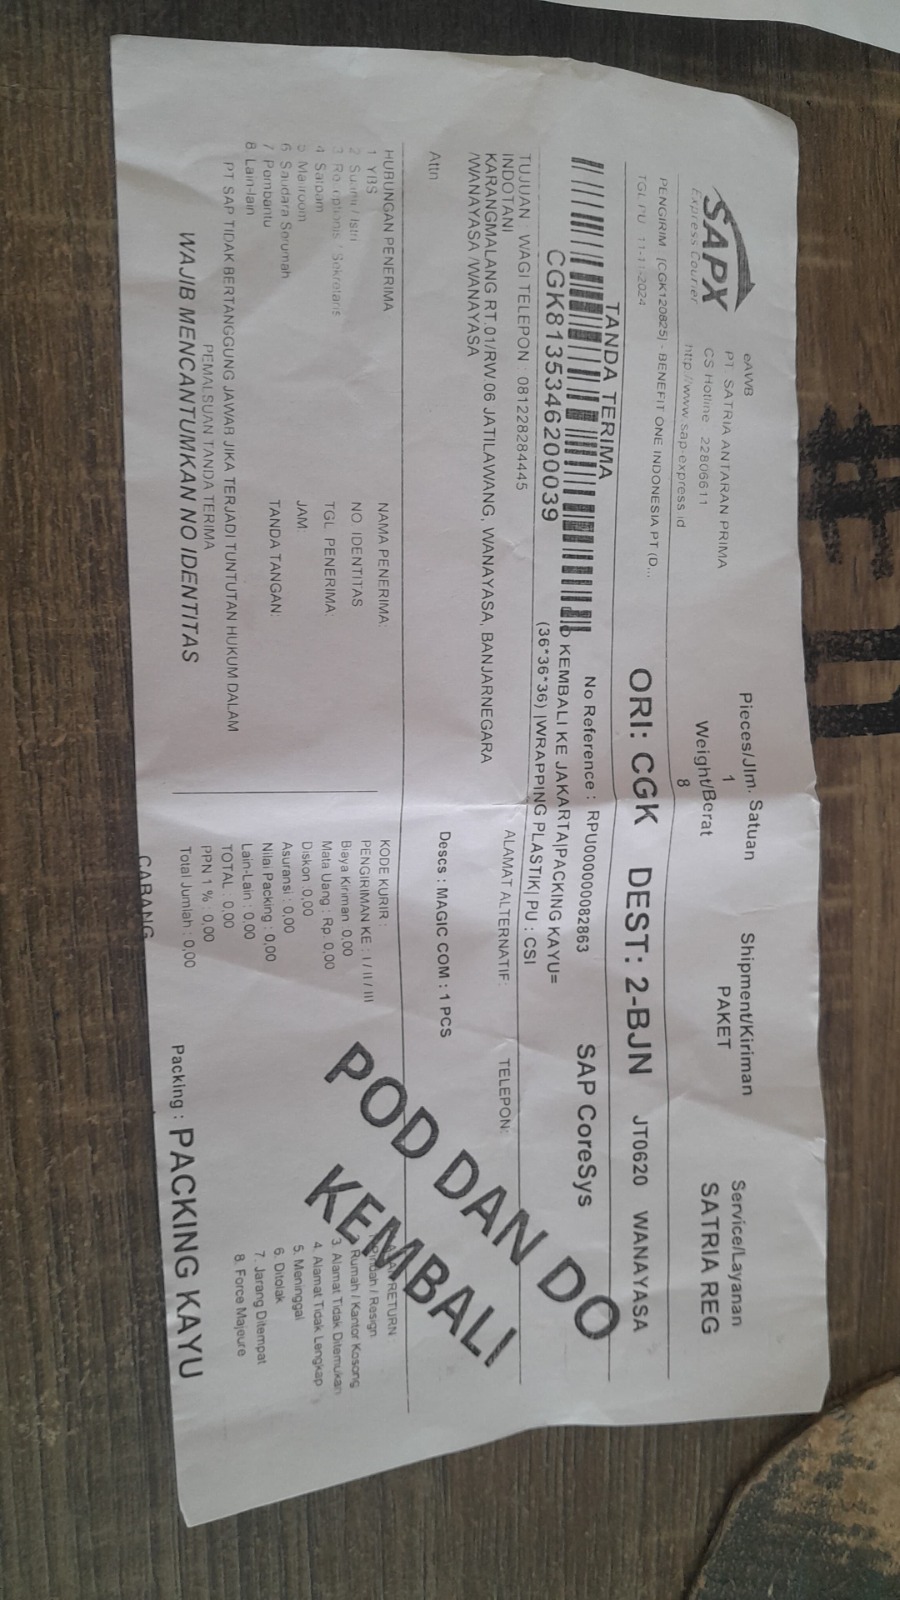 SAPX
Express Courier
eAWB
PT. SATRIA ANTARAN PRIMA
CS Hotline 22806611
http://www.sap-express.id
Pieces/Jlm. Satuan
1
Weight/Berat
8
Shipment/Kiriman
PAKET
Service/Layanan
SATRIA REG
PENGIRIM : [CGK120825] - BENEFIT ONE INDONESIA PT (D...
TGL PU : 11-11-2024
ORI: CGK DEST: 2-BJN JT0620 WANAYASA
TANDA TERIMA
CGK8135346200039
No Reference : RPU000000082863
SAP CoreSys
KEMBALI KE JAKARTA|PACKING KAYU=
(36*36*36) |WRAPPING PLASTIK| PU : CSI
TUJUAN : WAGI TELEPON : 081228284445
INDOTANI
KARANGMALANG RT 01/RW 06 JATILAWANG, WANAYASA, BANJARNEGARA
/WANAYASA /WANAYASA
ALAMAT ALTERNATIF:
TELEPON:
Attn
Descs : MAGIC COM : 1 PCS
POD DAN DO
KEMBALI
HUBUNGAN PENERIMA
1 YBS
2 Suami / Istri
3 / Sekretaris
4 Satpam
5 Mailroom
6 Saudara Serumah
7 Pembantu
8 Lain-lain
NAMA PENERIMA:
NO. IDENTITAS
TGL. PENERIMA:
JAM:
TANDA TANGAN:
PT SAP TIDAK BERTANGGUNG JAWAB JIKA TERJADI TUNTUTAN HUKUM DALAM
PEMALSUAN TANDA TERIMA
WAJIB MENCANTUMKAN NO IDENTITAS
KODE KURIR :
PENGIRIMAN KE : I / II / III
Biaya Kiriman :0,00
Mata Uang : Rp. 0,00
Diskon :0,00
Asuransi : 0,00
Nilai Packing : 0,00
Lain-Lain : 0,00
TOTAL : 0,00
PPN 1 % : 0,00
Total Jumlah : 0,00
RETURN :
Pindah / Resign
Rumah / Kantor Kosong
3. Alamat Tidak Ditemukan
4. Alamat Tidak Lengkap
5. Meninggal
6. Ditolak
7. Jarang Ditempat
8. Force Majeure
Packing : PACKING KAYU
CABANG